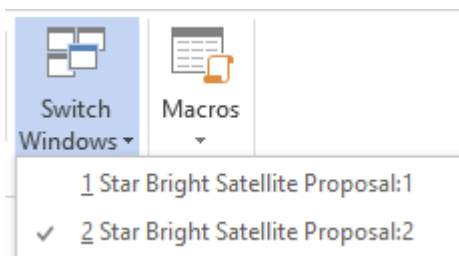 Switch Windows
Macros
1 Star Bright Satellite Proposal:1
2 Star Bright Satellite Proposal:2